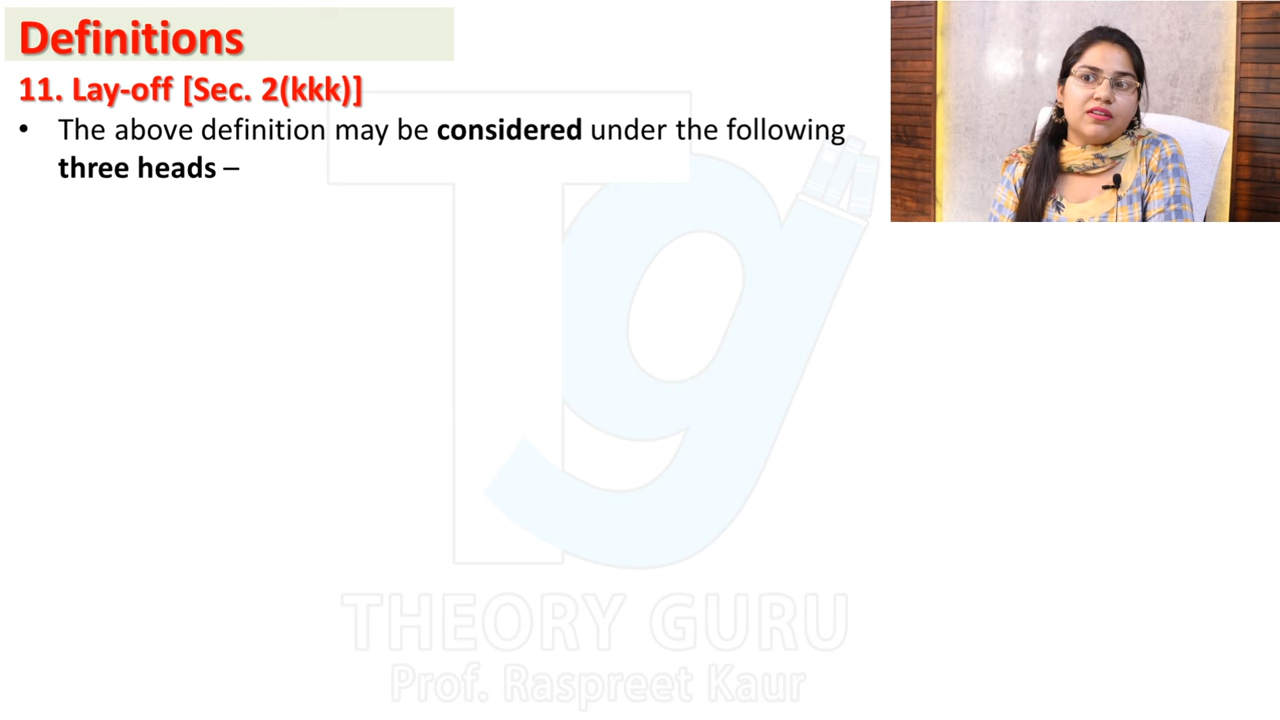 Definitions
11. Lay-off [Sec. 2(kkk)]
• The above definition may be considered under the following
three heads –
Tg
THEORY GURU
Prof. Raspreet Kaur